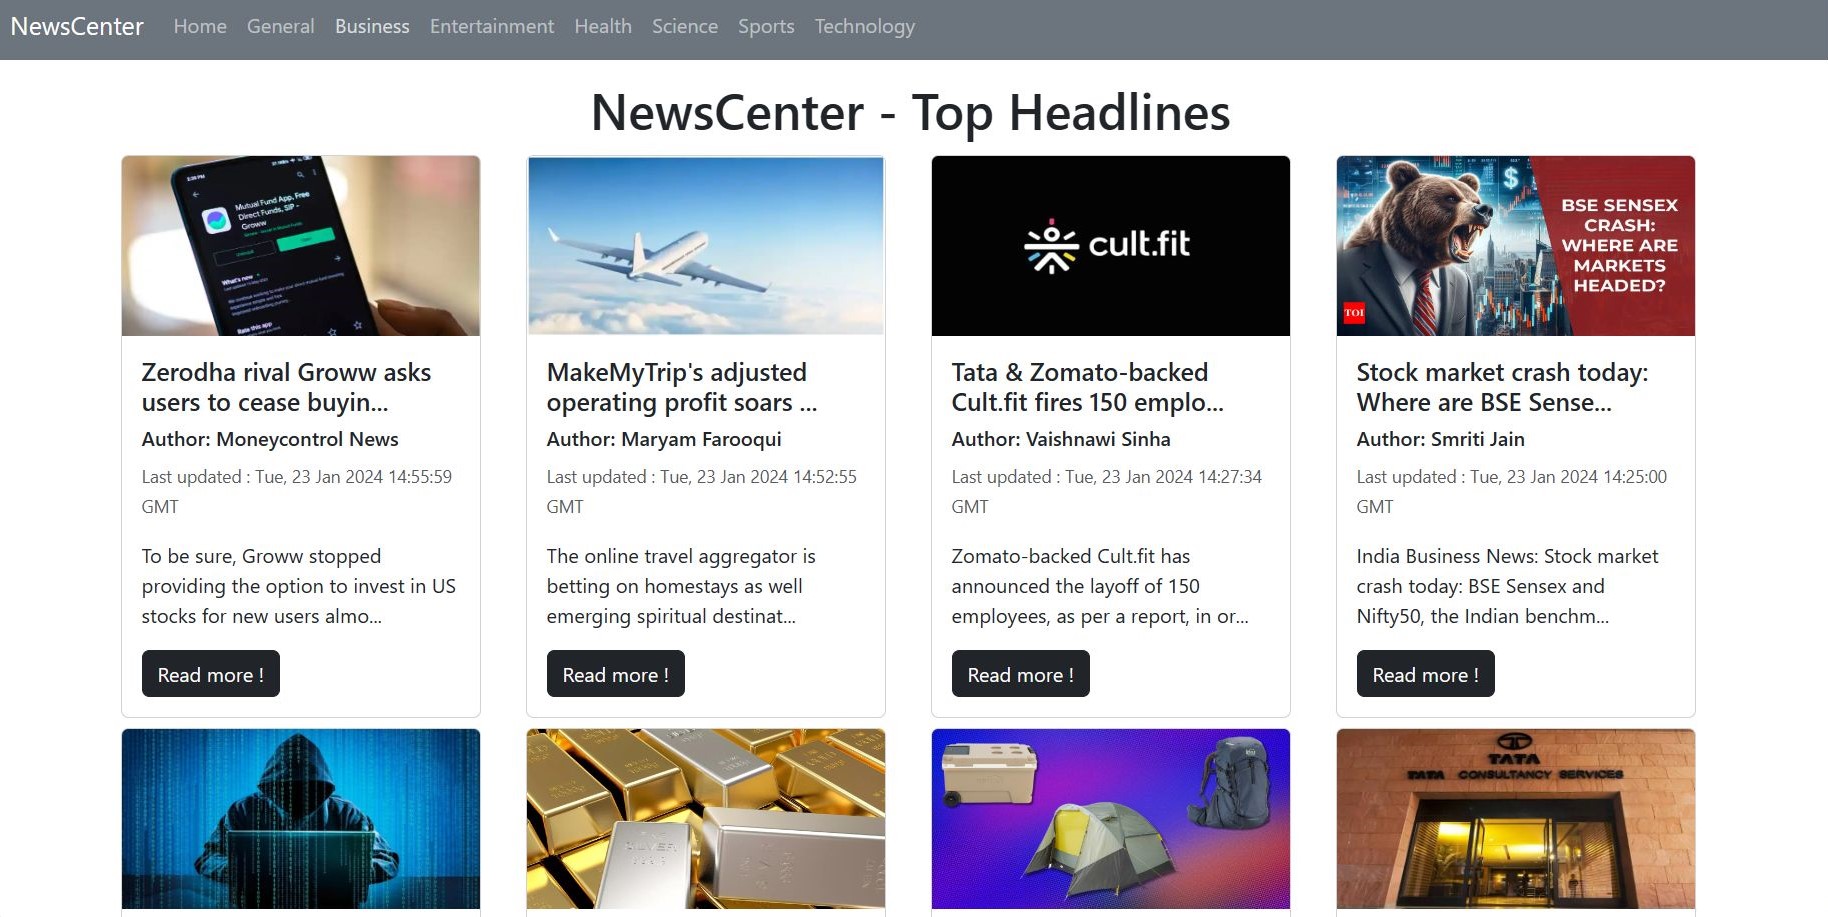 NewsCenter Home General Business Entertainment Health Science Sports Technology
NewsCenter - Top Headlines
Mutual Fund App, Free
Direct Funds, SIP -
Groww
What's new
Rate this app
Zerodha rival Groww asks
users to cease buyin...
Author: Moneycontrol News
Last updated : Tue, 23 Jan 2024 14:55:59
GMT
To be sure, Groww stopped
providing the option to invest in US
stocks for new users almo...
Read more !
MakeMyTrip's adjusted
operating profit soars ...
Author: Maryam Farooqui
Last updated : Tue, 23 Jan 2024 14:52:55
GMT
The online travel aggregator is
betting on homestays as well
emerging spiritual destinat...
Read more !
cult.fit
Tata & Zomato-backed
Cult.fit fires 150 emplo...
Author: Vaishnawi Sinha
Last updated : Tue, 23 Jan 2024 14:27:34
GMT
Zomato-backed Cult.fit has
announced the layoff of 150
employees, as per a report, in or...
Read more !
$
BSE SENSEX
CRASH:
WHERE ARE
MARKETS
HEADED?
TOI
Stock market crash today:
Where are BSE Sense...
Author: Smriti Jain
Last updated : Tue, 23 Jan 2024 14:25:00
GMT
India Business News: Stock market
crash today: BSE Sensex and
Nifty50, the Indian benchm...
Read more !
SILVER
TATA
TATA CONSULTANCY SERVICES